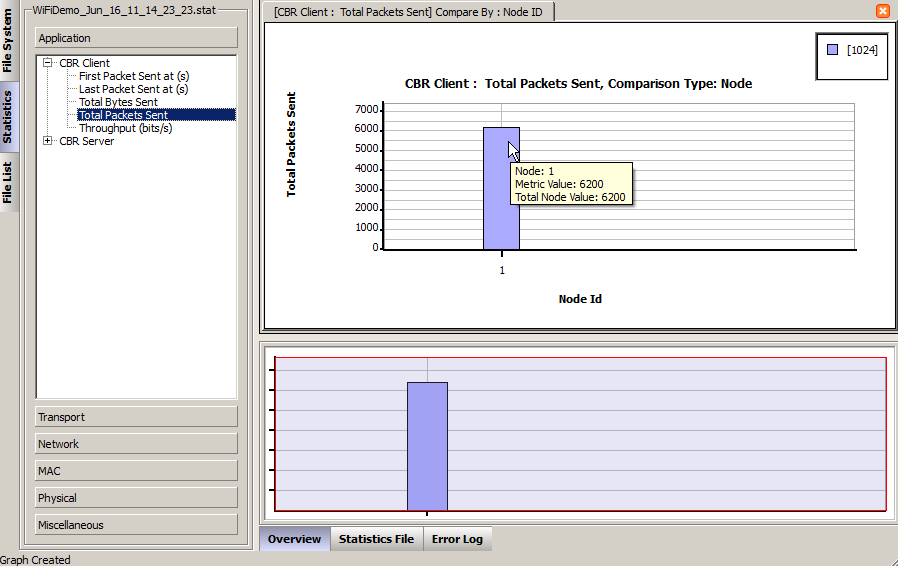 File System
Statistics
File List
WiFiDemo_Jun_16_11_14_23_23.stat
Application
CBR Client
First Packet Sent at (s)
Last Packet Sent at (s)
Total Bytes Sent
Total Packets Sent
Throughput (bits/s)
CBR Server
Transport
Network
MAC
Physical
Miscellaneous
[CBR Client : Total Packets Sent] Compare By : Node ID
[1024]
CBR Client : Total Packets Sent, Comparison Type: Node
Total Packets Sent
7000
6000
5000
4000
3000
2000
1000
0
Node: 1
Metric Value: 6200
Total Node Value: 6200
1
Node Id
Overview
Statistics File
Error Log
Graph Created